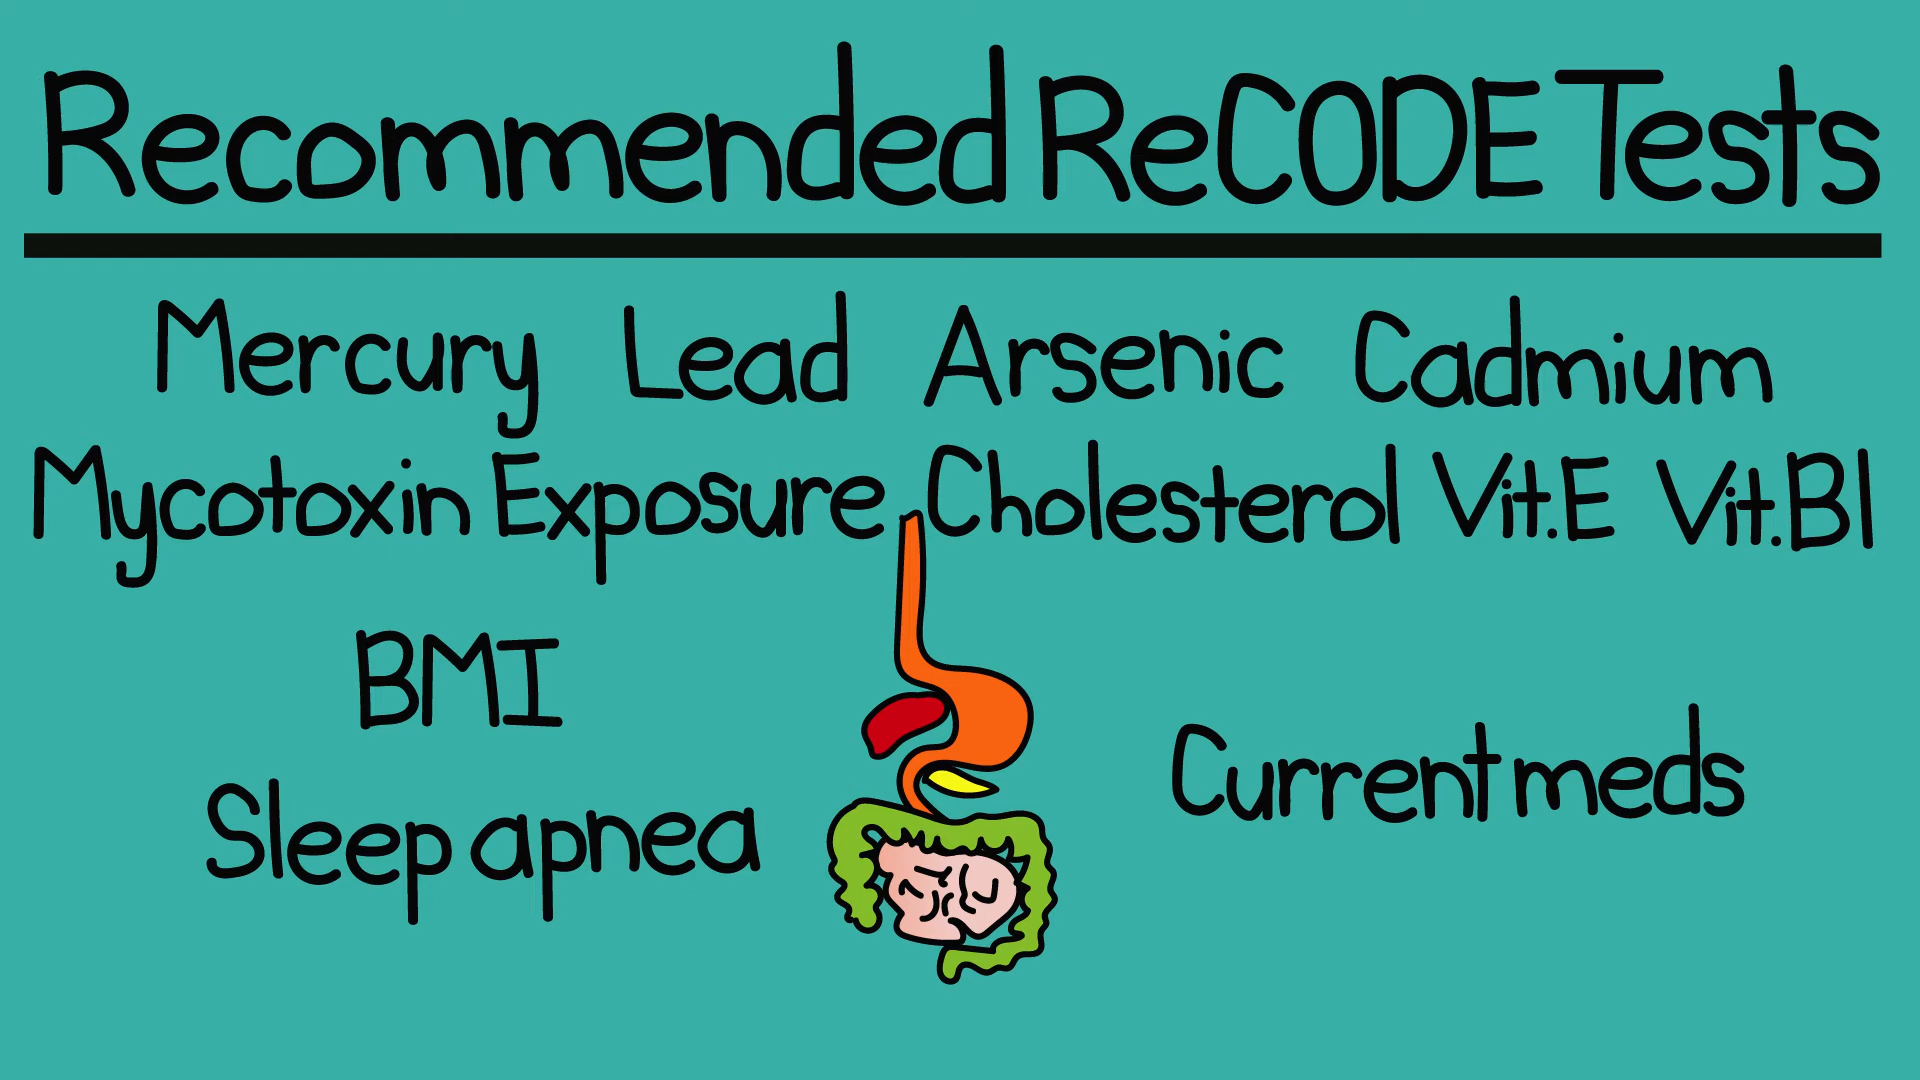 Recommended ReCODE Tests
Mercury Lead Arsenic Cadmium
Mycotoxin Exposure Cholesterol Vit.E Vit.B1
BMI
Current meds
Sleep apnea